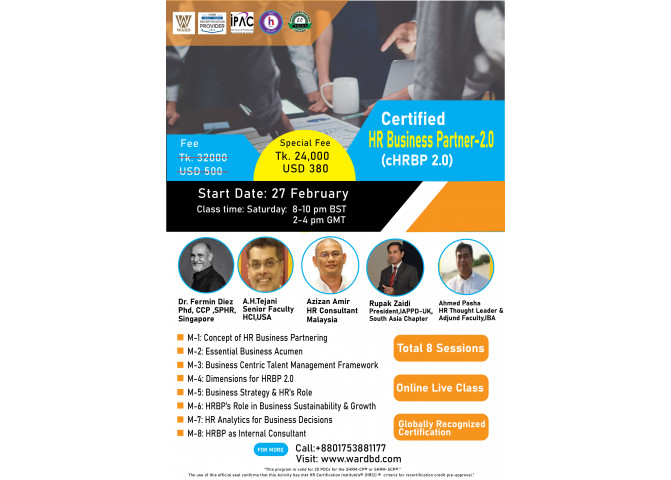 WARD
PROVIDER
iPAC
h
Certified
HR Business Partner-2.0
(cHRBP 2.0)
Fee
Tk. 32000
USD 500
Special Fee
Tk. 24,000
USD 380
Start Date: 27 February
Class time: Saturday: 8-10 pm BST
2-4 pm GMT
Dr. Fermin Diez
Phd, CCP ,SPHR,
Singapore
A.H.Tejani
Senior Faculty
HCI,USA
Azizan Amir
HR Consultant
Malaysia
Rupak Zaidi
President,IAPPD-UK,
South Asia Chapter
Ahmed Pasha
HR Thought Leader &
Adjund Faculty,IBA
M-1: Concept of HR Business Partnering
M-2: Essential Business Acumen
M-3: Business Centric Talent Management Framework
M-4: Dimensions for HRBP 2.0
M-5: Business Strategy & HR's Role
M-6: HRBP's Role in Business Sustainability & Growth
M-7: HR Analytics for Business Decisions
M-8: HRBP as Internal Consultant
Total 8 Sessions
Online Live Class
Globally Recognized
Certification
FOR MORE
Call:+8801753881177
Visit: www.wardbd.com
"This program is valid for 20 PDCs for the SHRM-CP® or SHRM-SCP®."
"The use of this official seal confirms that this Activity has met HR Certification Institute's® (HRCI) ® criteria for recertification credit pre-approval."